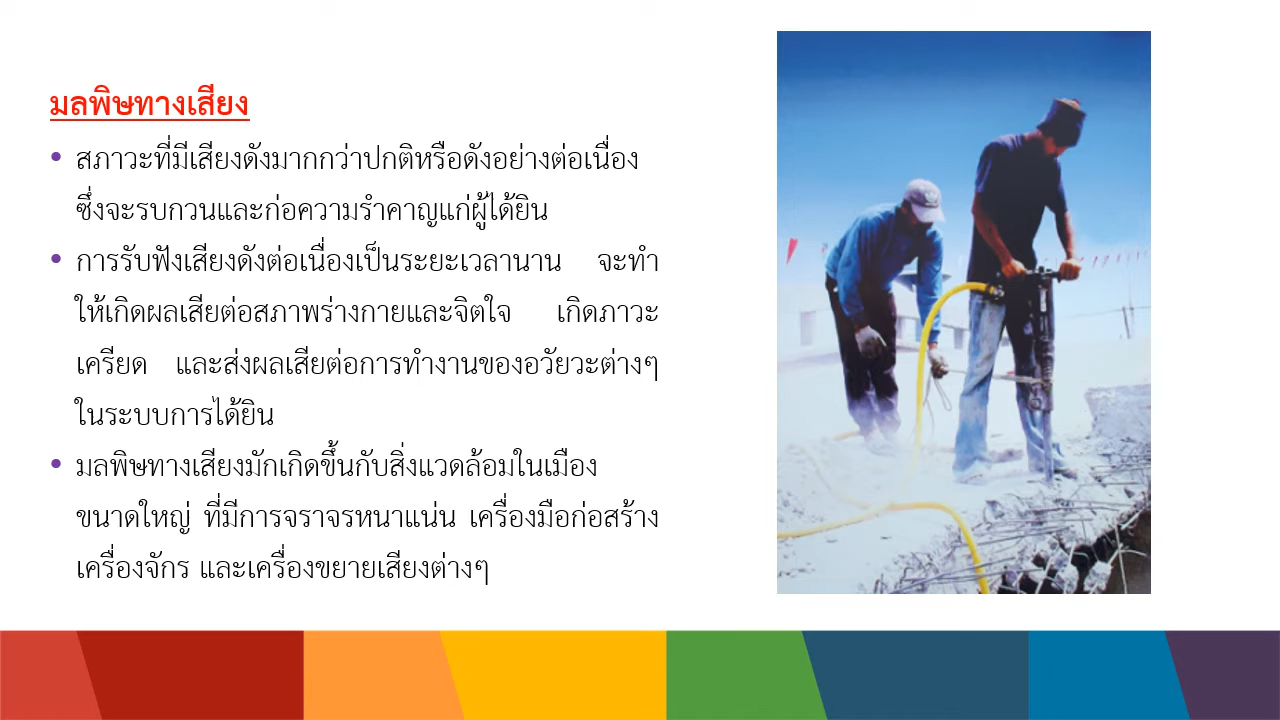 มลพิษทางเสียง
• สภาวะที่มีเสียงดังมากกว่าปกติหรือดังอย่างต่อเนื่อง
ซึ่งจะรบกวนและก่อความรำคาญแก่ผู้ได้ยิน
• การรับฟังเสียงดังต่อเนื่องเป็นระยะเวลานาน จะทำ
ให้เกิดผลเสียต่อสภาพร่างกายและจิตใจ เกิดภาวะ
เครียด และส่งผลเสียต่อการทำงานของอวัยวะต่างๆ
ในระบบการได้ยิน
• มลพิษทางเสียงมักเกิดขึ้นกับสิ่งแวดล้อมในเมือง
ขนาดใหญ่ ที่มีการจราจรหนาแน่น เครื่องมือก่อสร้าง
เครื่องจักร และเครื่องขยายเสียงต่างๆ